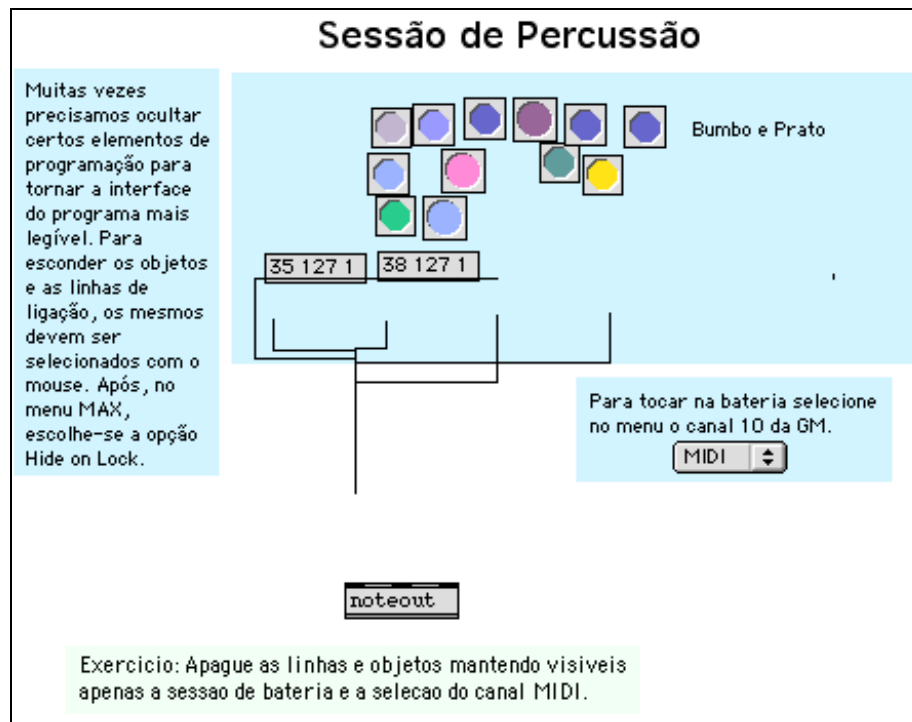 Sessão de Percussão
Muitas vezes
precisamos ocultar
certos elementos de
programação para
tornar a interface
do programa mais
legível. Para
esconder os objetos
e as linhas de
ligação, os mesmos
devem ser
selecionados com o
mouse. Após, no
menu MAX,
escolhe-se a opção
Hide on Lock.
Bumbo e Prato
35 127 1
38 127 1
Para tocar na bateria selecione
no menu o canal 10 da GM.
MIDI
noteout
Exercicio: Apague as linhas e objetos mantendo visiveis
apenas a sessao de bateria e a selecao do canal MIDI.